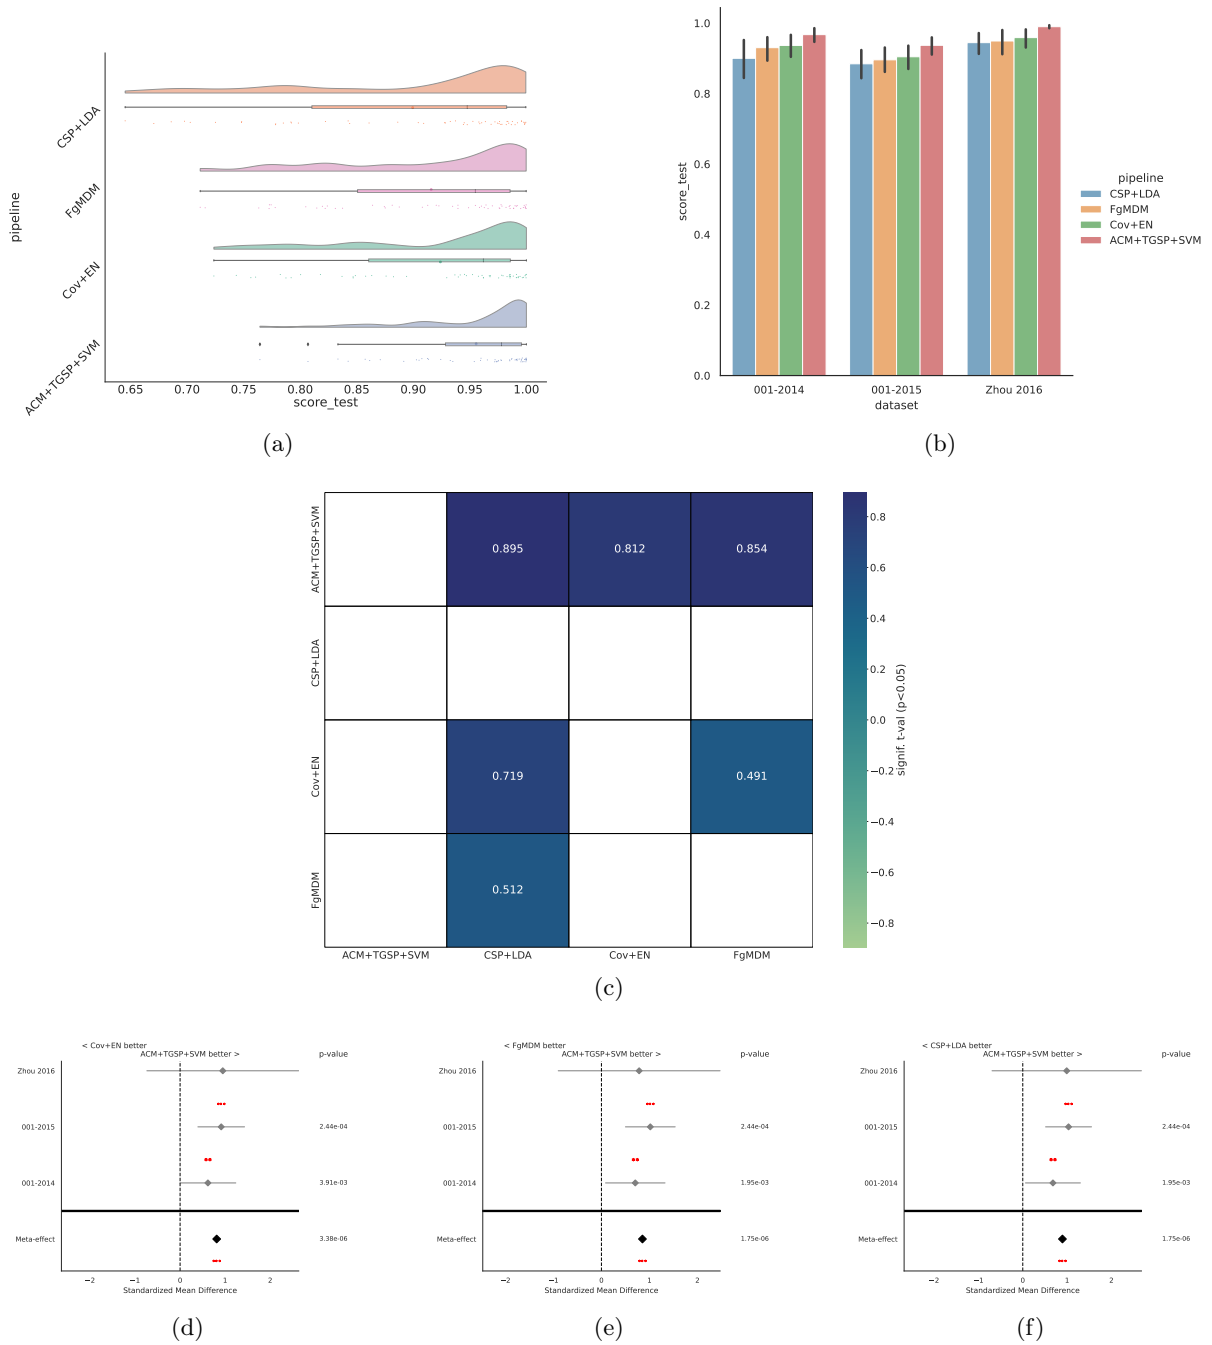 pipeline
CSP+LDA
FgMDM
Cov+EN
ACM+TGSP+SVM
0.65 0.70 0.75 0.80 0.85 0.90 0.95 1.00
score_test
(a)
1.0
0.8
0.6
0.4
0.2
0.0
score_test
001-2014 001-2015 Zhou 2016
dataset
pipeline
CSP+LDA
FgMDM
Cov+EN
ACM+TGSP+SVM
(b)
ACM+TGSP+SVM
CSP+LDA
Cov+EN
FgMDM
0.895 0.812 0.854
0.719 0.491
0.512
ACM+TGSP+SVM CSP+LDA Cov+EN FgMDM
0.8
0.6
0.4
0.2
0.0
−0.2
−0.4
−0.6
−0.8
signif. t-val (p<0.05)
(c)
< Cov+EN better
ACM+TGSP+SVM better > p-value
Zhou 2016
001-2015 2.44e-04
001-2014 3.91e-03
Meta-effect 3.38e-06
−2 −1 0 1 2
Standardized Mean Difference
(d)
< FgMDM better
ACM+TGSP+SVM better > p-value
Zhou 2016
001-2015 2.44e-04
001-2014 1.95e-03
Meta-effect 1.75e-06
−2 −1 0 1 2
Standardized Mean Difference
(e)
< CSP+LDA better
ACM+TGSP+SVM better > p-value
Zhou 2016
001-2015 2.44e-04
001-2014 1.95e-03
Meta-effect 1.75e-06
−2 −1 0 1 2
Standardized Mean Difference
(f)